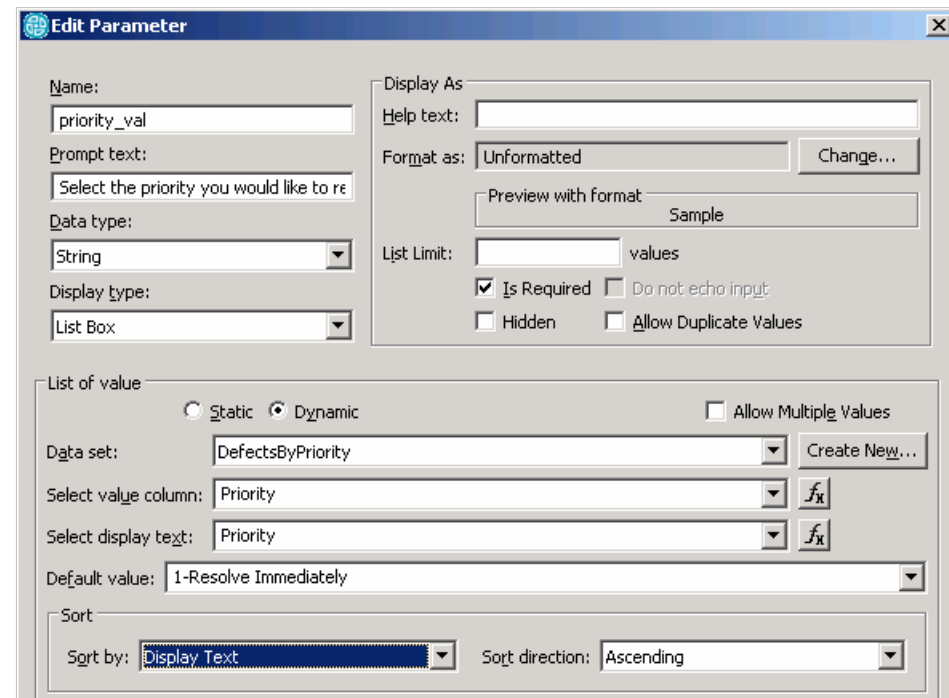 Edit Parameter
Name:
priority_val
Prompt text:
Select the priority you would like to re
Data type:
String
Display type:
List Box
Display As
Help text:
Format as: Unformatted Change...
Preview with format
Sample
List Limit: values
Is Required Do not echo input
Hidden Allow Duplicate Values
List of value
Static Dynamic Allow Multiple Values
Data set: DefectsByPriority Create New...
Select value column: Priority fx
Select display text: Priority fx
Default value: 1-Resolve Immediately
Sort
Sort by: Display Text Sort direction: Ascending